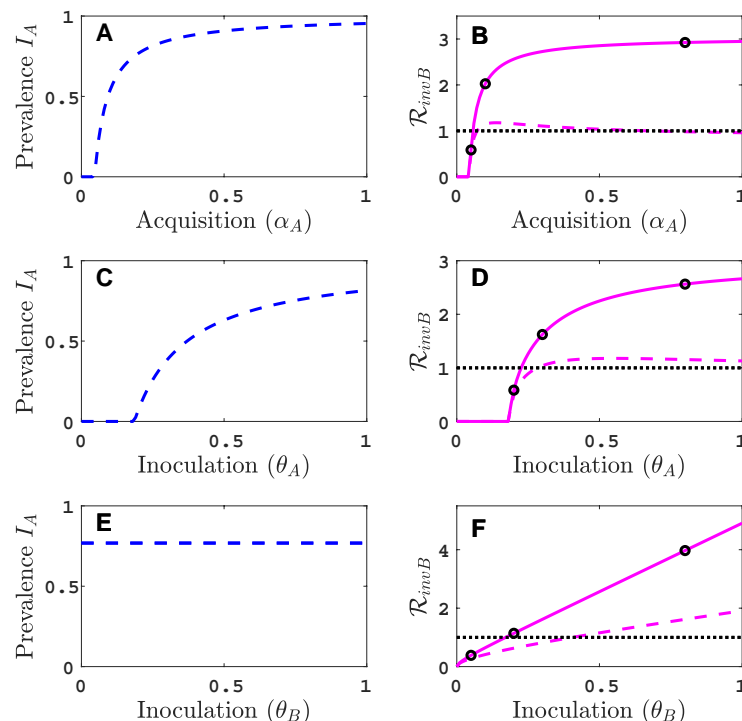 A
Prevalence I_A
1
0.5
0
0
0.5
1
Acquisition (α_A)
B
R_invB
3
2
1
0
0
0.5
1
Acquisition (α_A)
C
Prevalence I_A
1
0.5
0
0
0.5
1
Inoculation (θ_A)
D
R_invB
3
2
1
0
0
0.5
1
Inoculation (θ_A)
E
Prevalence I_A
1
0.5
0
0
0.5
1
Inoculation (θ_B)
F
R_invB
4
2
0
0
0.5
1
Inoculation (θ_B)